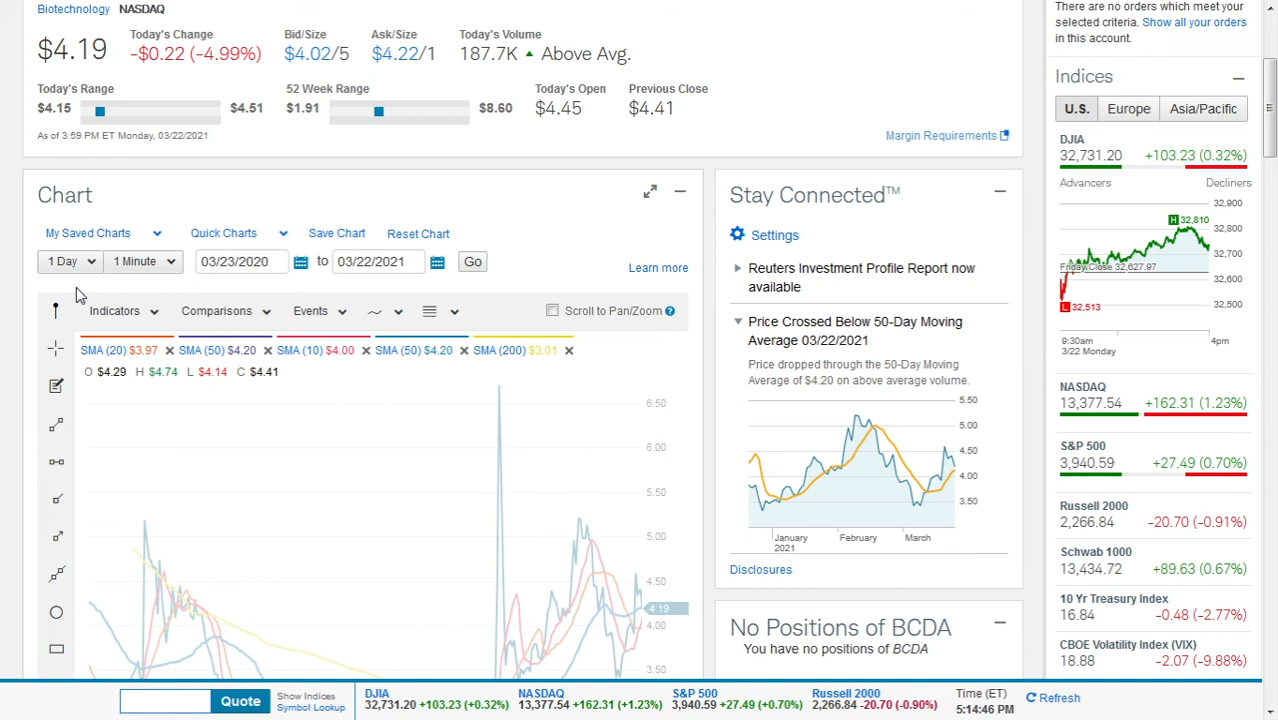 Biotechnology NASDAQ
$4.19
Today's Change
-$0.22 (-4.99%)
Bid/Size
$4.02/5
Ask/Size
$4.22/1
Today's Volume
187.7K Above Avg.
Today's Range
$4.15 $4.51
52 Week Range
$1.91 $8.60
Today's Open
$4.45
Previous Close
$4.41
As of 3:59 PM ET Monday, 03/22/2021
Margin Requirements
Chart
My Saved Charts Quick Charts Save Chart Reset Chart
1 Day 1 Minute 03/23/2020 to 03/22/2021 Go
Learn more
Indicators Comparisons Events Scroll to Pan/Zoom ?
SMA (20) $3.97 SMA (50) $4.20 SMA (10) $4.00 SMA (50) $4.20 SMA (200) $3.01
O $4.29 H $4.74 L $4.14 C $4.41
6.50
6.00
5.50
5.00
4.50
4.19
4.00
3.50
Stay Connected™
Settings
Reuters Investment Profile Report now
available
Price Crossed Below 50-Day Moving
Average 03/22/2021
Price dropped through the 50-Day Moving
Average of $4.20 on above average volume.
5.50
5.00
4.50
4.00
3.50
January February March
2021
Disclosures
No Positions of BCDA
You have no positions of BCDA
There are no orders which meet your
selected criteria. Show all your orders
in this account.
Indices
U.S. Europe Asia/Pacific
DJIA
32,731.20 +103.23 (0.32%)
Advancers Decliners
32,900
H 32,810
32,800
32,700
Friday Close 32,627.97
32,600
L 32,513
32,500
9:30am 4pm
3/22 Monday
NASDAQ
13,377.54 +162.31 (1.23%)
S&P 500
3,940.59 +27.49 (0.70%)
Russell 2000
2,266.84 -20.70 (-0.91%)
Schwab 1000
13,434.72 +89.63 (0.67%)
10 Yr Treasury Index
16.84 -0.48 (-2.77%)
CBOE Volatility Index (VIX)
18.88 -2.07 (-9.88%)
Quote
Show Indices
Symbol Lookup
DJIA
32,731.20 +103.23 (+0.32%)
NASDAQ
13,377.54 +162.31 (+1.23%)
S&P 500
3,940.59 +27.49 (+0.70%)
Russell 2000
2,266.84 -20.70 (-0.90%)
Time (ET)
5:14:46 PM
Refresh